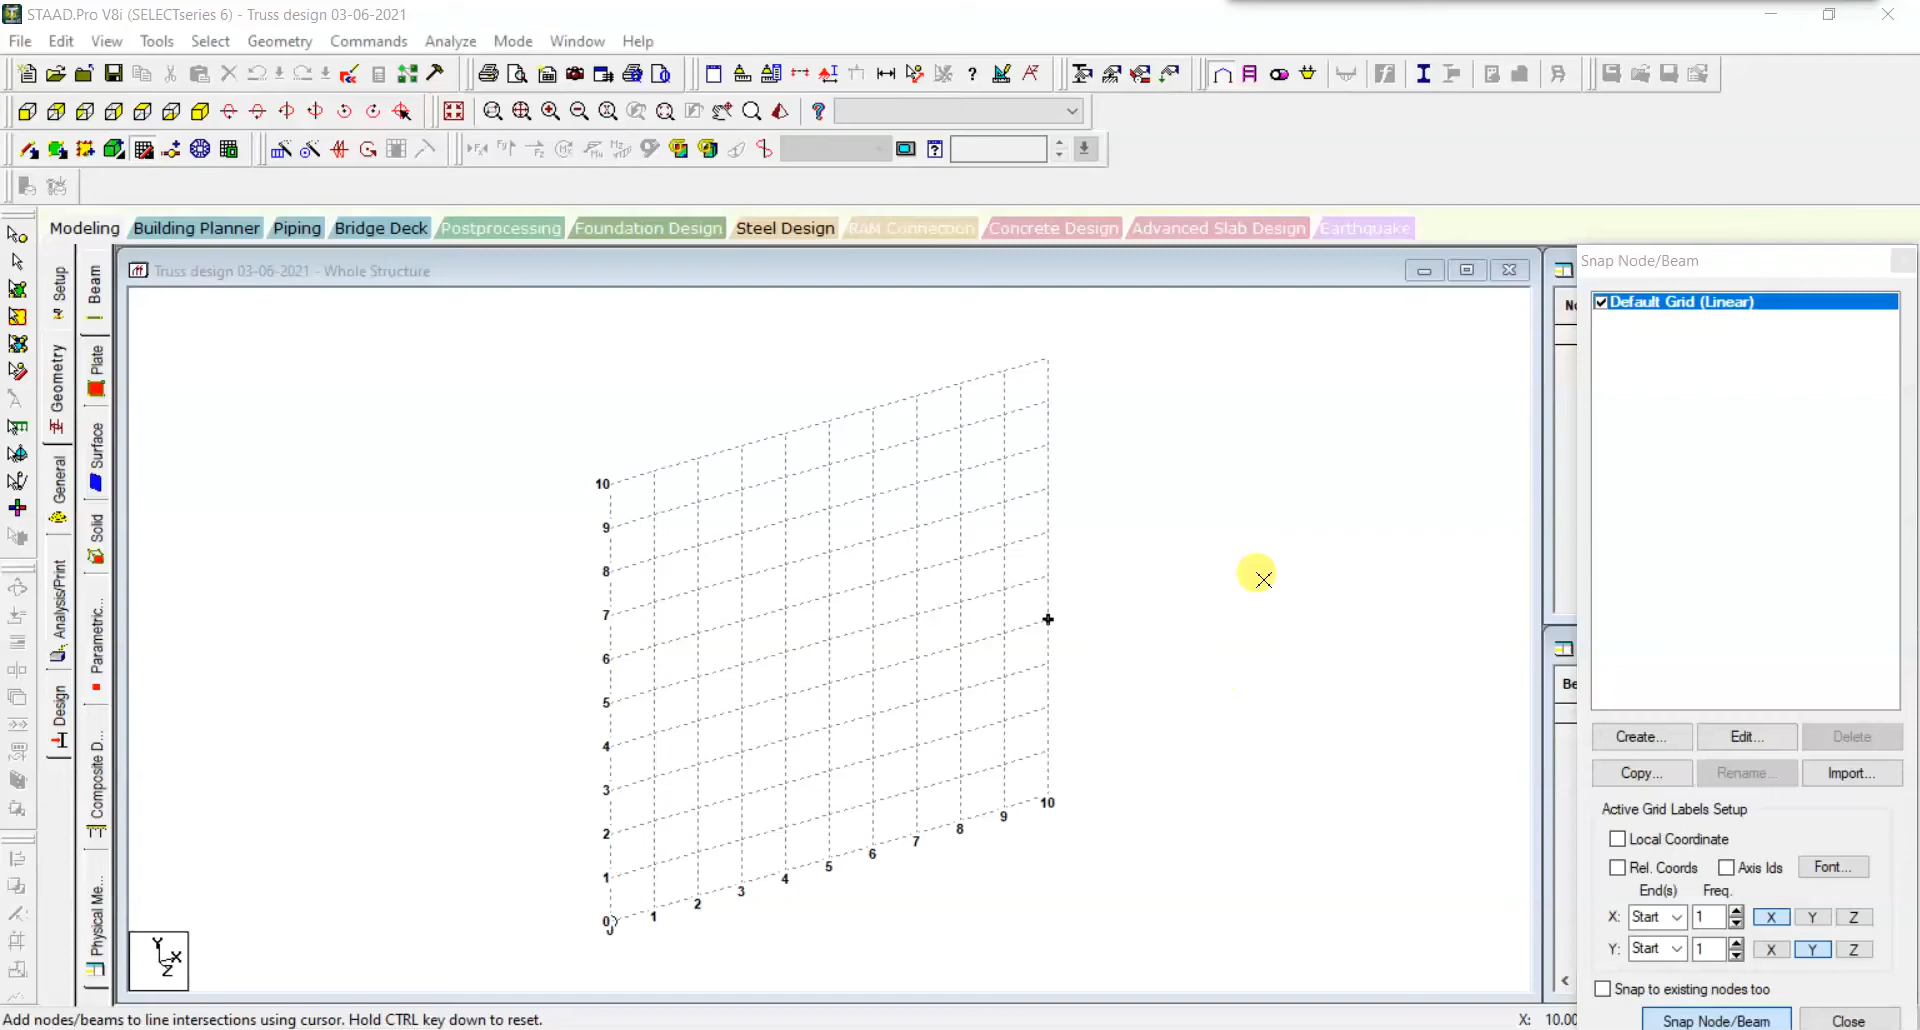 STAAD.Pro V8i (SELECTseries 6) - Truss design 03-06-2021
File Edit View Tools Select Geometry Commands Analyze Mode Window Help
Modeling Building Planner Piping Bridge Deck Postprocessing Foundation Design Steel Design RAM Connection Concrete Design Advanced Slab Design Earthquake
Setup
Geometry
General
Analysis/Print
Design
Beam
Plate
Surface
Solid
Parametric...
Composite D...
Physical Me...
Truss design 03-06-2021 - Whole Structure
10
9
8
7
6
5
4
3
2
1
0
1 2 3 4 5 6 7 8 9 10
Y
X
Z
No
Be
Snap Node/Beam
Default Grid (Linear)
Create... Edit... Delete
Copy... Rename... Import...
Active Grid Labels Setup
Local Coordinate
Rel. Coords Axis Ids Font...
End(s) Freq.
X: Start 1 X Y Z
Y: Start 1 X Y Z
Snap to existing nodes too
Snap Node/Beam Close
Add nodes/beams to line intersections using cursor. Hold CTRL key down to reset.
X: 10.00